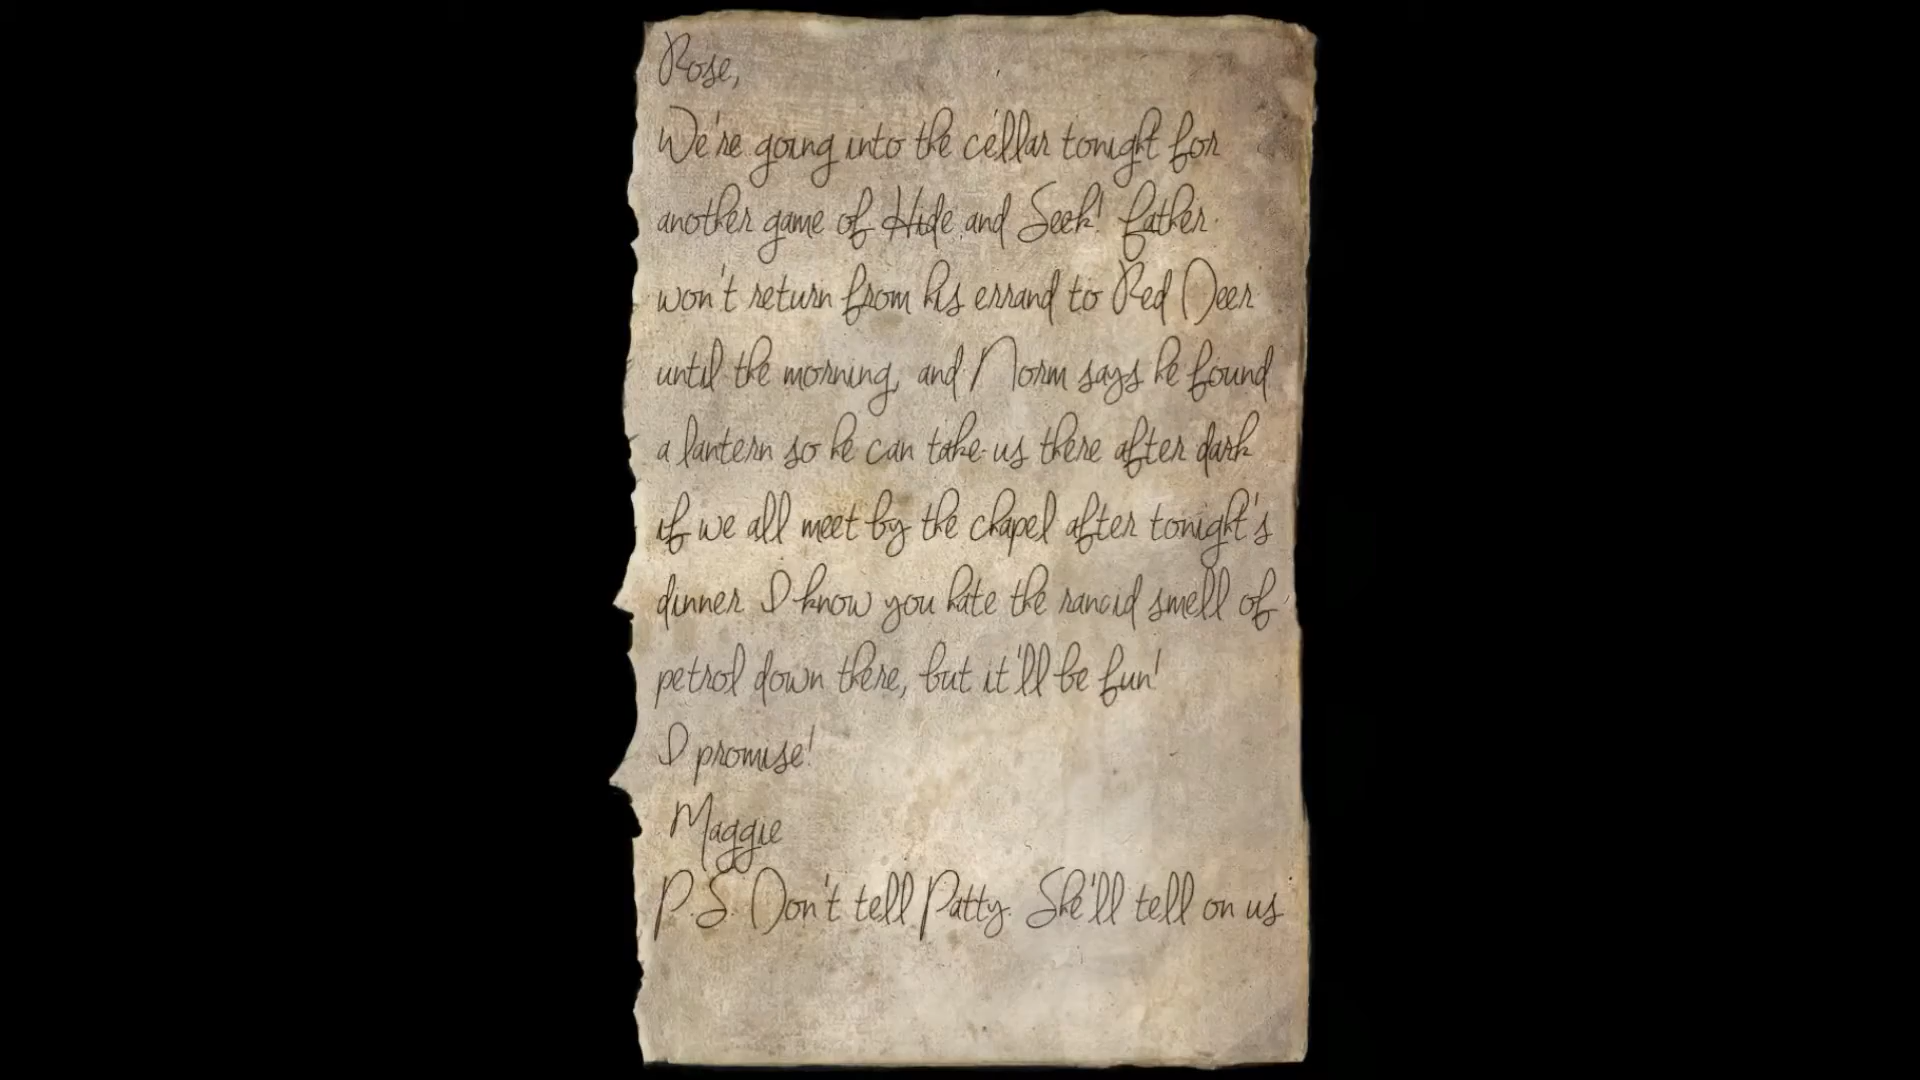 Rose,
We're going into the cellar tonight for
another game of Hide and Seek! Father
won't return from his errand to Red Deer
until the morning, and Norm says he found
a lantern so he can take us there after dark
if we all meet by the chapel after tonight's
dinner. I know you hate the rancid smell of
petrol down there, but it'll be fun!
I promise!
Maggie
P.S. Don't tell Patty. She'll tell on us